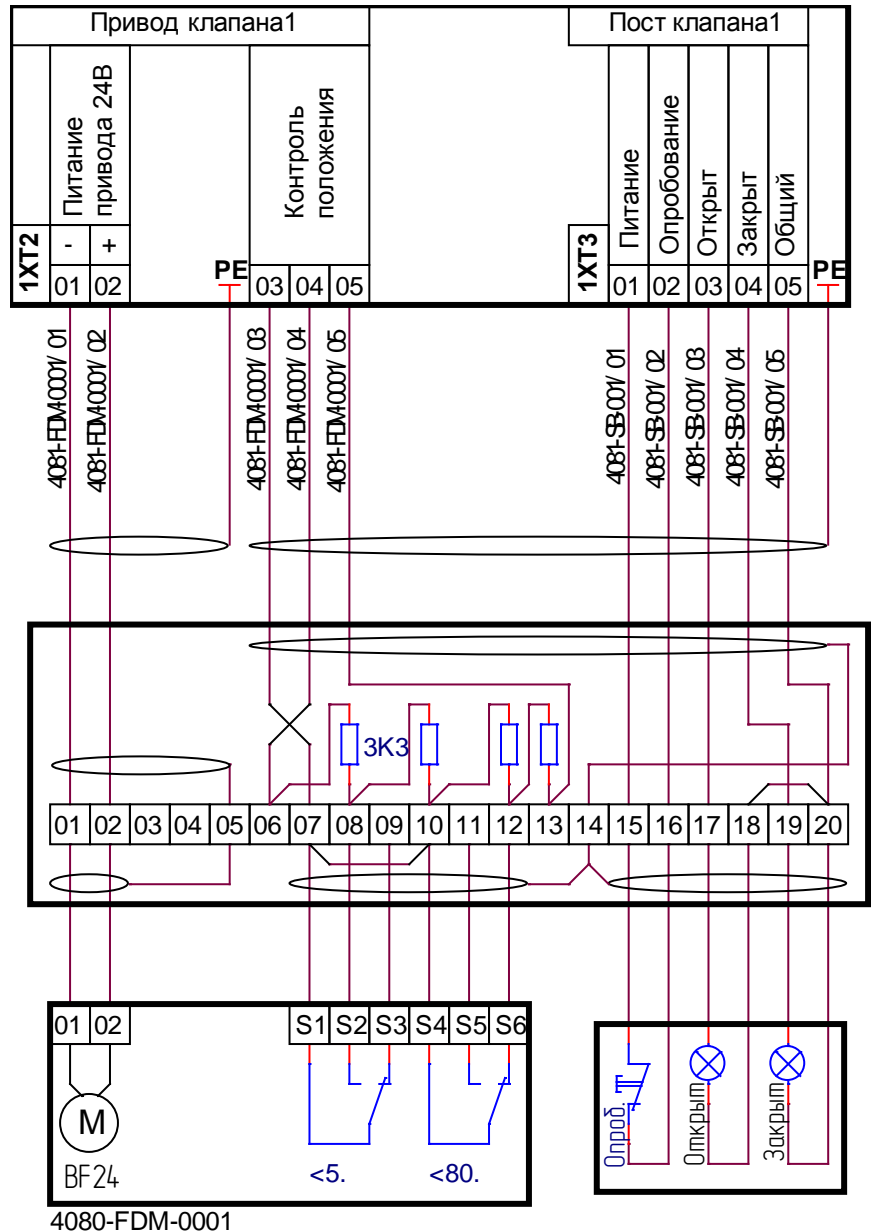 Привод клапана1
Пост клапана1
1XT2
Питание
привода 24В
- +
01 02
PE
Контроль
положения
03 04 05
1XT3
Питание
Опробование
Открыт
Закрыт
Общий
01 02 03 04 05
PE
4081-FDM-0001/ 01
4081-FDM-0001/ 02
4081-FDM-0001/ 03
4081-FDM-0001/ 04
4081-FDM-0001/ 05
4081-SB-001/ 01
4081-SB-001/ 02
4081-SB-001/ 03
4081-SB-001/ 04
4081-SB-001/ 05
3K3
01 02 03 04 05 06 07 08 09 10 11 12 13 14 15 16 17 18 19 20
01 02
S1 S2 S3 S4 S5 S6
M
BF24
<5.
<80.
Опроб.
Открыт
Закрыт
4080-FDM-0001